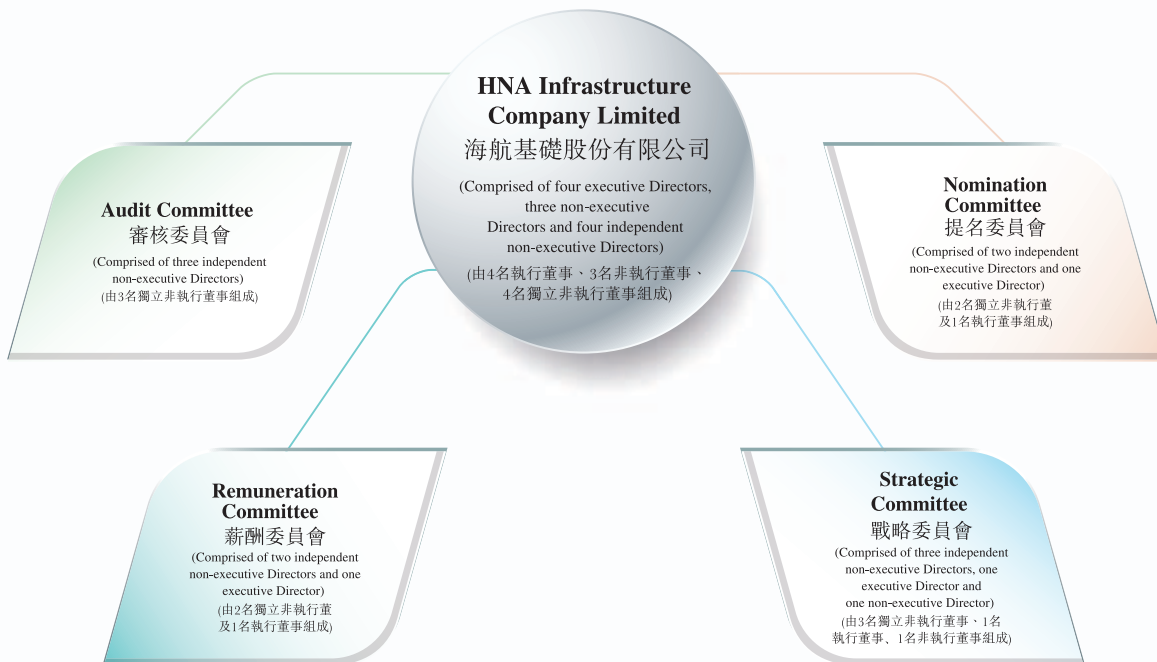 HNA Infrastructure
Company Limited
海航基礎股份有限公司
(Comprised of four executive Directors,
three non-executive
Directors and four independent
non-executive Directors)
(由4名執行董事、3名非執行董事、
4名獨立非執行董事組成)
Audit Committee
審核委員會
(Comprised of three independent
non-executive Directors)
(由3名獨立非執行董事組成)
Nomination
Committee
提名委員會
(Comprised of two independent
non-executive Directors and one
executive Director)
(由2名獨立非執行董
及1名執行董事組成)
Remuneration
Committee
薪酬委員會
(Comprised of two independent
non-executive Directors and one
executive Director)
(由2名獨立非執行董
及1名執行董事組成)
Strategic
Committee
戰略委員會
(Comprised of three independent
non-executive Directors, one
executive Director and
one non-executive Director)
(由3名獨立非執行董事、1名
執行董事、1名非執行董事組成)